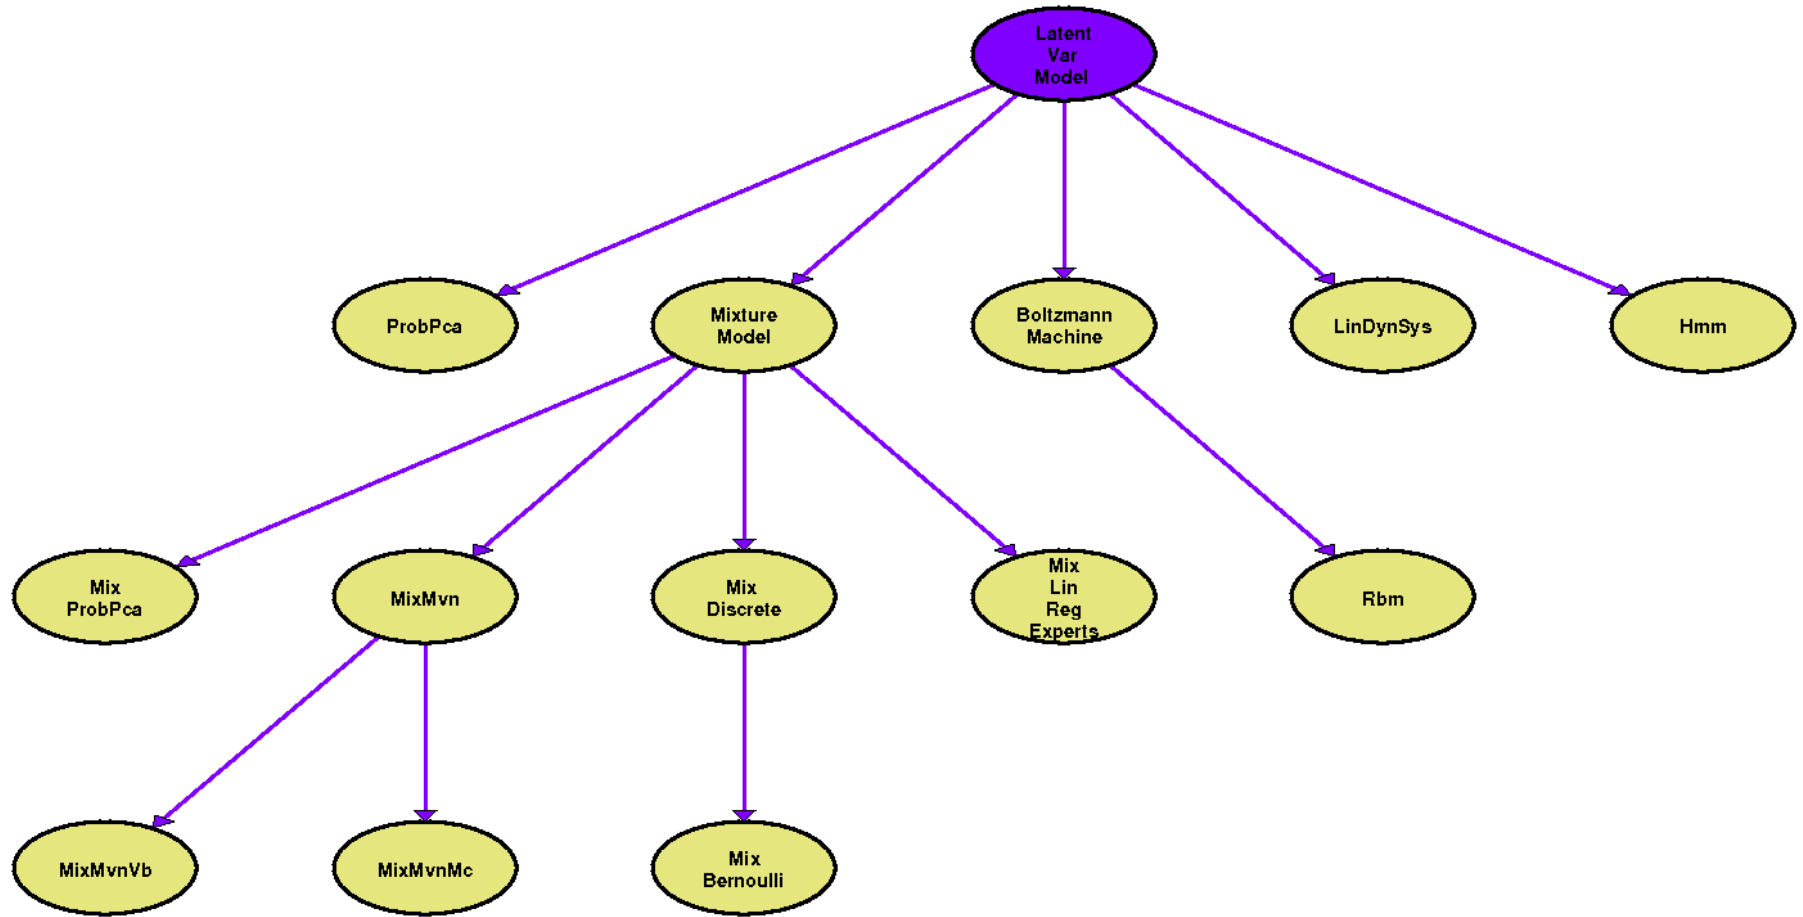 Latent
Var
Model
ProbPca
Mixture
Model
Boltzmann
Machine
LinDynSys
Hmm
Mix
ProbPca
MixMvn
Mix
Discrete
Mix
Lin
Reg
Experts
Rbm
MixMvnVb
MixMvnMc
Mix
Bernoulli